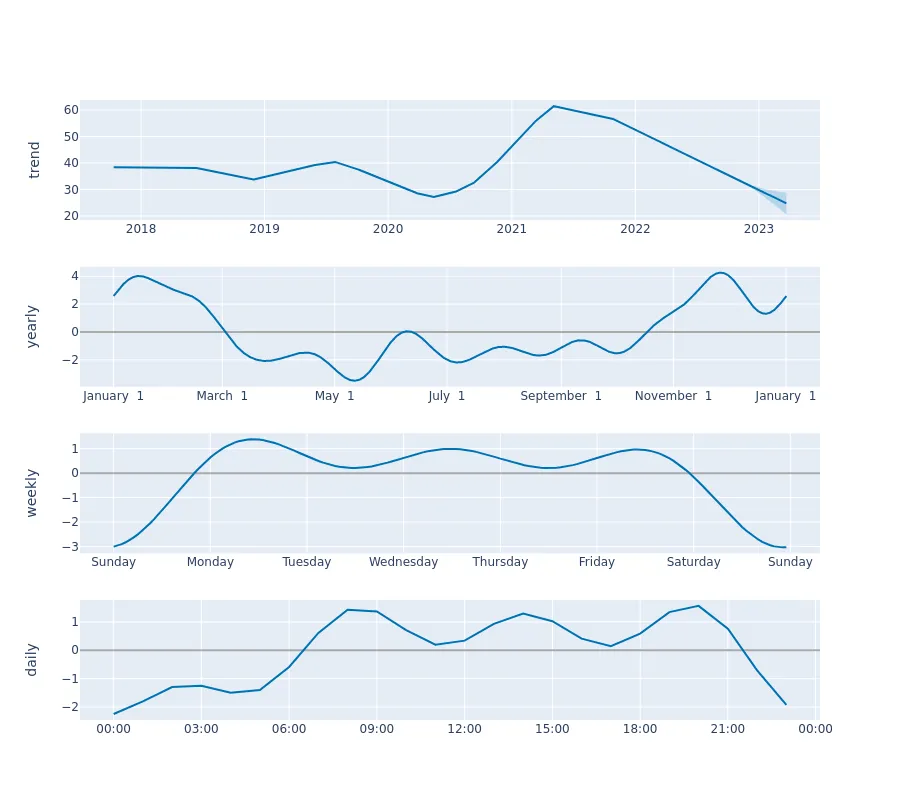 trend
60
50
40
30
20
2018 2019 2020 2021 2022 2023
yearly
4
2
0
−2
January 1 March 1 May 1 July 1 September 1 November 1 January 1
weekly
1
0
−1
−2
−3
Sunday Monday Tuesday Wednesday Thursday Friday Saturday Sunday
daily
1
0
−1
−2
00:00 03:00 06:00 09:00 12:00 15:00 18:00 21:00 00:00